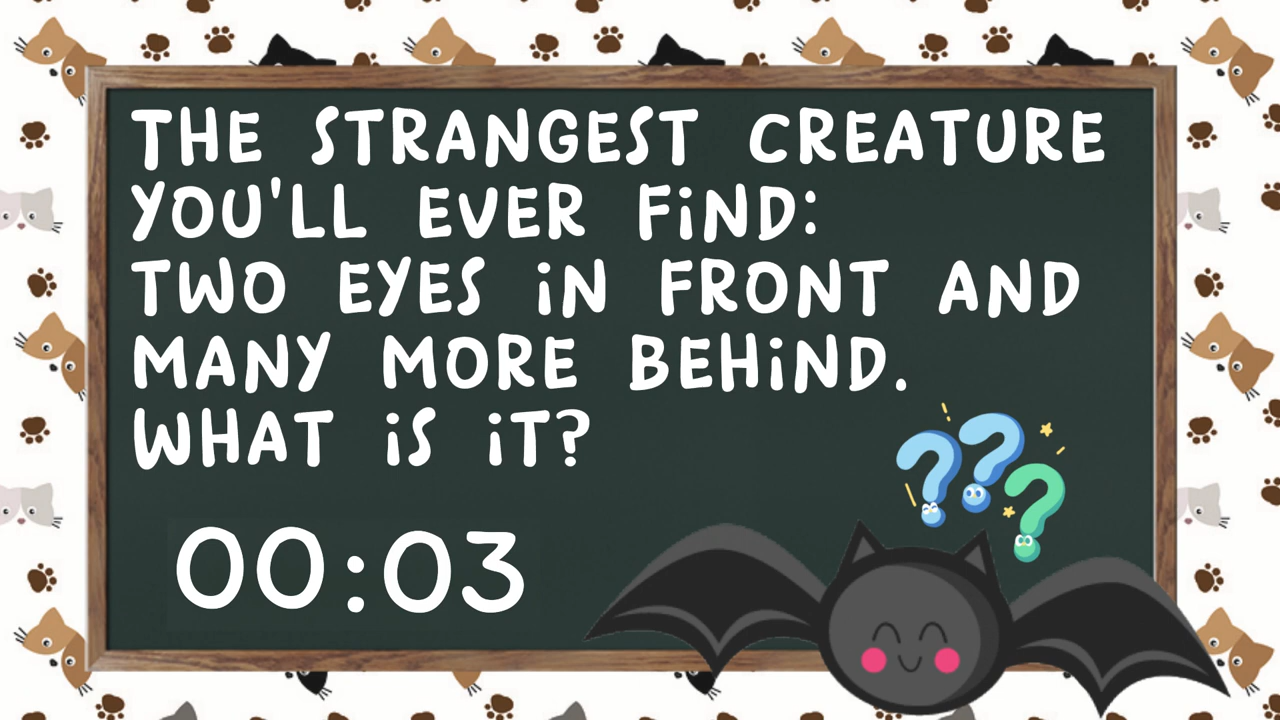 THE STRANGEST CREATURE
YOU'LL EVER FiND:
TWO EYES iN FRONT AND
MANY MORE BEHiND.
WHAT iS iT?
???
00:03